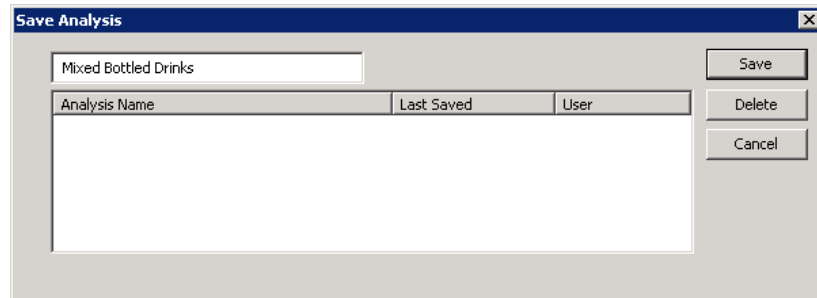 Save Analysis
Mixed Bottled Drinks
Save
Analysis Name Last Saved User
Delete
Cancel